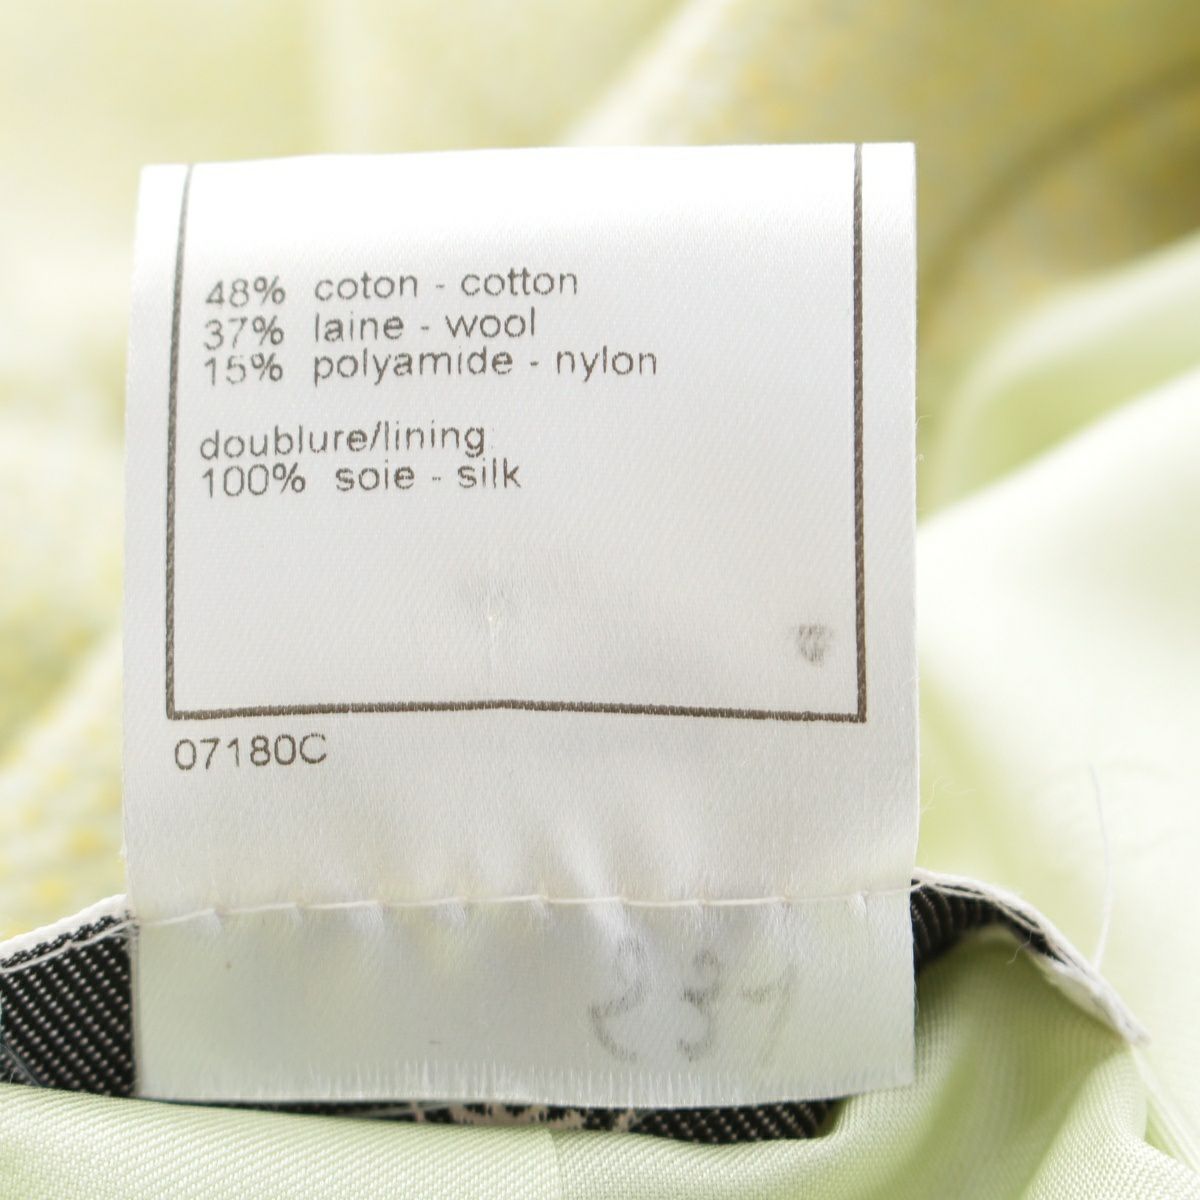 48% coton - cotton
37% laine - wool
15% polyamide - nylon
doublure/lining
100% soie - silk
07180C